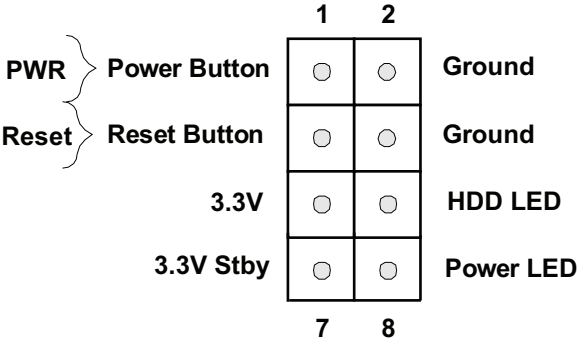 1 2
PWR Power Button Ground
Reset Reset Button Ground
3.3V HDD LED
3.3V Stby Power LED
7 8